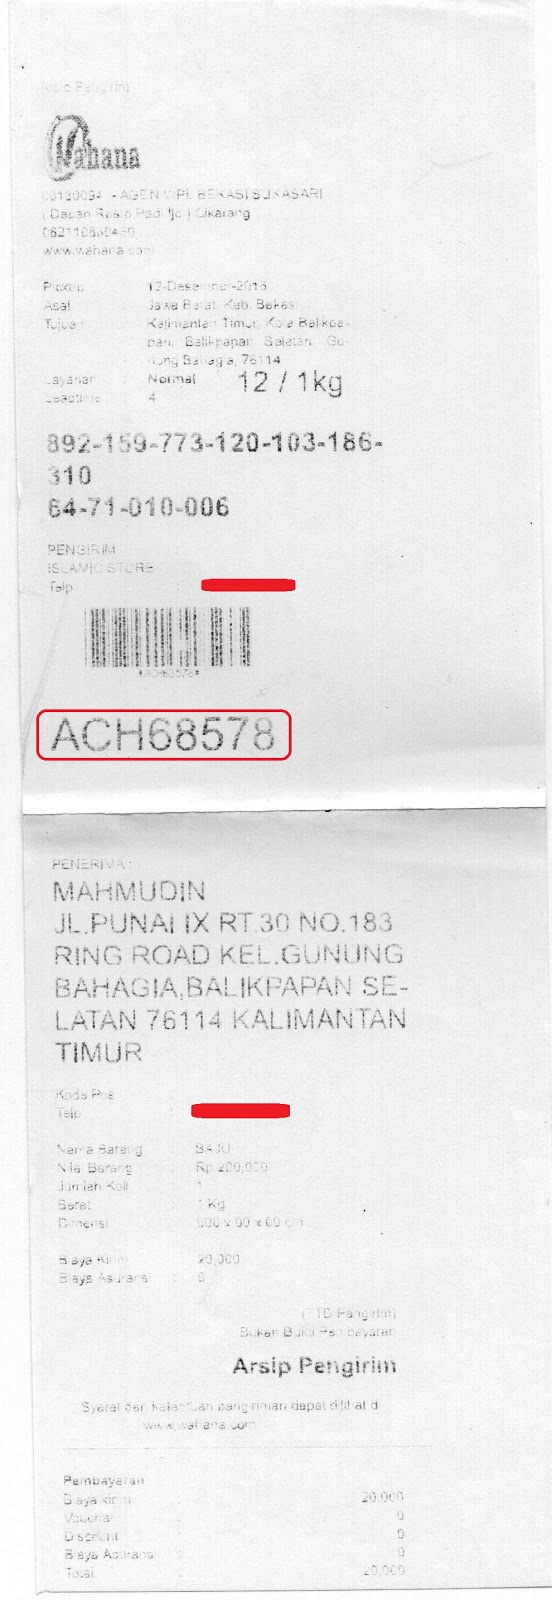 Arsip Pengirim
Wahana
- AGEN WPL BEKASI SUKASARI
( Depan Resto Padi Ijo ) Cikarang
www.wahana.com
Pickup : 12-Desember-2015
Asal : Jawa Barat, Kab. Bekasi
Tujuan : Kalimantan Timur, Kota Balikpa-
pan, Balikpapan Selatan, Gu-
nung Bahagia, 76114
Layanan : Normal 12 / 1kg
Leadtime : 4
892-159-773-120-103-186-
310
64-71-010-006
PENGIRIM
ISLAMIC STORE
Telp :
*ACH68578*
ACH68578
PENERIMA :
MAHMUDIN
JL.PUNAI IX RT.30 NO.183
RING ROAD KEL.GUNUNG
BAHAGIA,BALIKPAPAN SE-
LATAN 76114 KALIMANTAN
TIMUR
Kode Pos :
Telp :
Nama Barang : BAJU
Nilai Barang : Rp 200,000
Jumlah Koli : 1
Berat : 1 Kg
Dimensi :
Biaya Kirim : 20,000
Biaya Asuransi : 0
(TTD Pengirim)
Bukan Bukti Pembayaran
Arsip Pengirim
Syarat dan ketentuan pengiriman dapat dilihat di
www.wahana.com
Pembayaran
Biaya kirim : 20,000
Voucher : 0
Discount : 0
Biaya Asuransi : 0
Total : 20,000